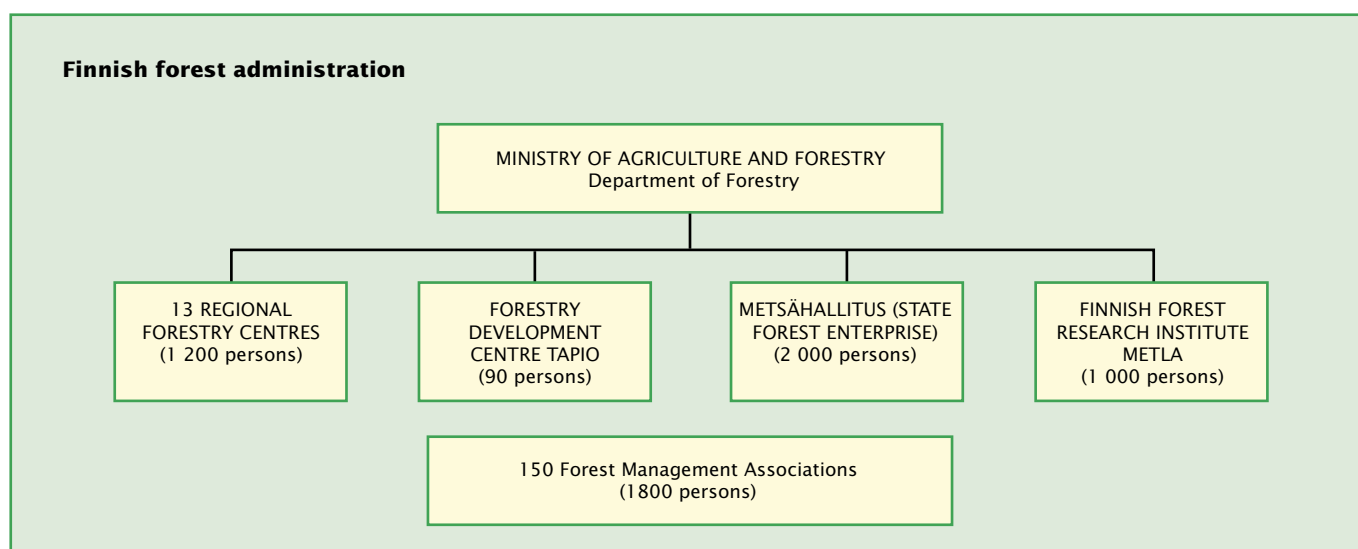 Finnish forest administration
MINISTRY OF AGRICULTURE AND FORESTRY
Department of Forestry
13 REGIONAL
FORESTRY CENTRES
(1 200 persons)
FORESTRY
DEVELOPMENT
CENTRE TAPIO
(90 persons)
METSÄHALLITUS (STATE
FOREST ENTERPRISE)
(2 000 persons)
FINNISH FOREST
RESEARCH INSTITUTE
METLA
(1 000 persons)
150 Forest Management Associations
(1800 persons)